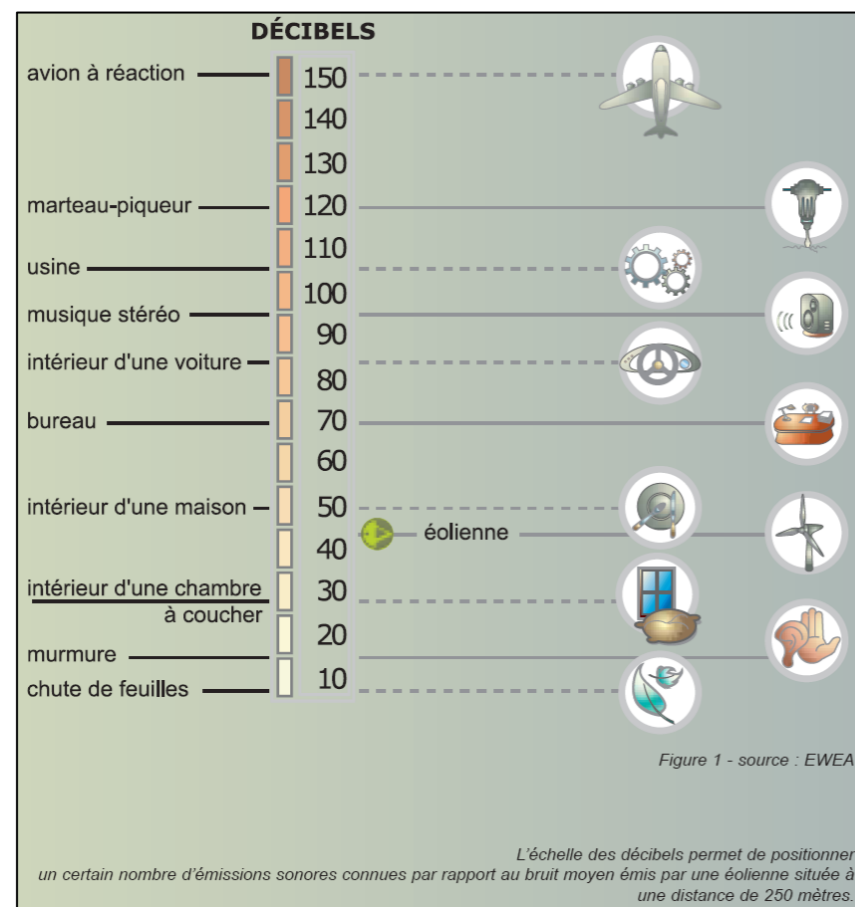 DÉCIBELS
avion à réaction 150
140
130
marteau-piqueur 120
110
usine
100
musique stéréo
90
intérieur d'une voiture
80
bureau 70
60
intérieur d'une maison 50
éolienne
40
intérieur d'une chambre 30
à coucher
20
murmure
10
chute de feuilles
Figure 1 - source : EWEA
L'échelle des décibels permet de positionner
un certain nombre d'émissions sonores connues par rapport au bruit moyen émis par une éolienne située à
une distance de 250 mètres.